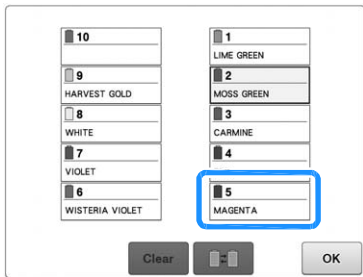 10
1
LIME GREEN
9
HARVEST GOLD
2
MOSS GREEN
8
WHITE
3
CARMINE
7
VIOLET
4
6
WISTERIA VIOLET
5
MAGENTA
Clear
OK